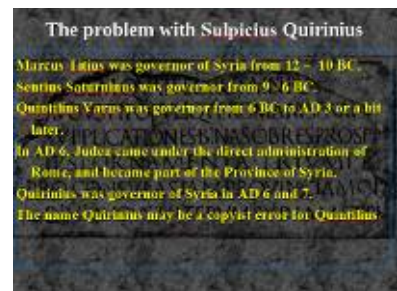 The problem with Sulpicius Quirinius
Marcus Titius was governor of Syria from 12 – 10 BC.
Sentius Saturninus was governor from 9 - 6 BC.
Quintilius Varus was governor from 6 BC to AD 3 or a bit
later.
In AD 6, Judea came under the direct administration of
Rome, and became part of the Province of Syria.
Quirinius was governor of Syria in AD 6 and 7.
The name Quirinius may be a copyist error for Quintilius